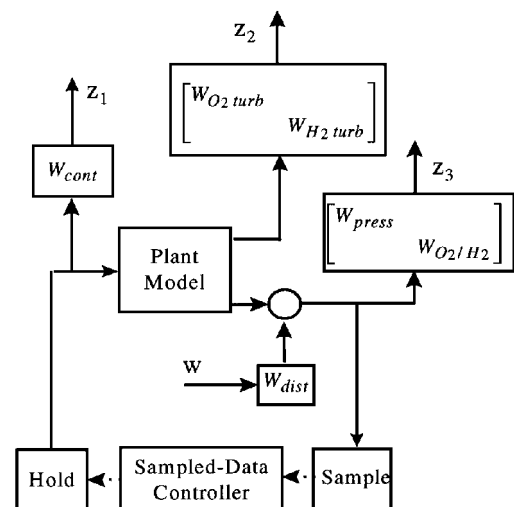 z2
z1
W_O2 turb
W_H2 turb
W_cont
z3
W_press
W_O2/H2
Plant
Model
w
W_dist
Hold
Sampled-Data
Controller
Sample